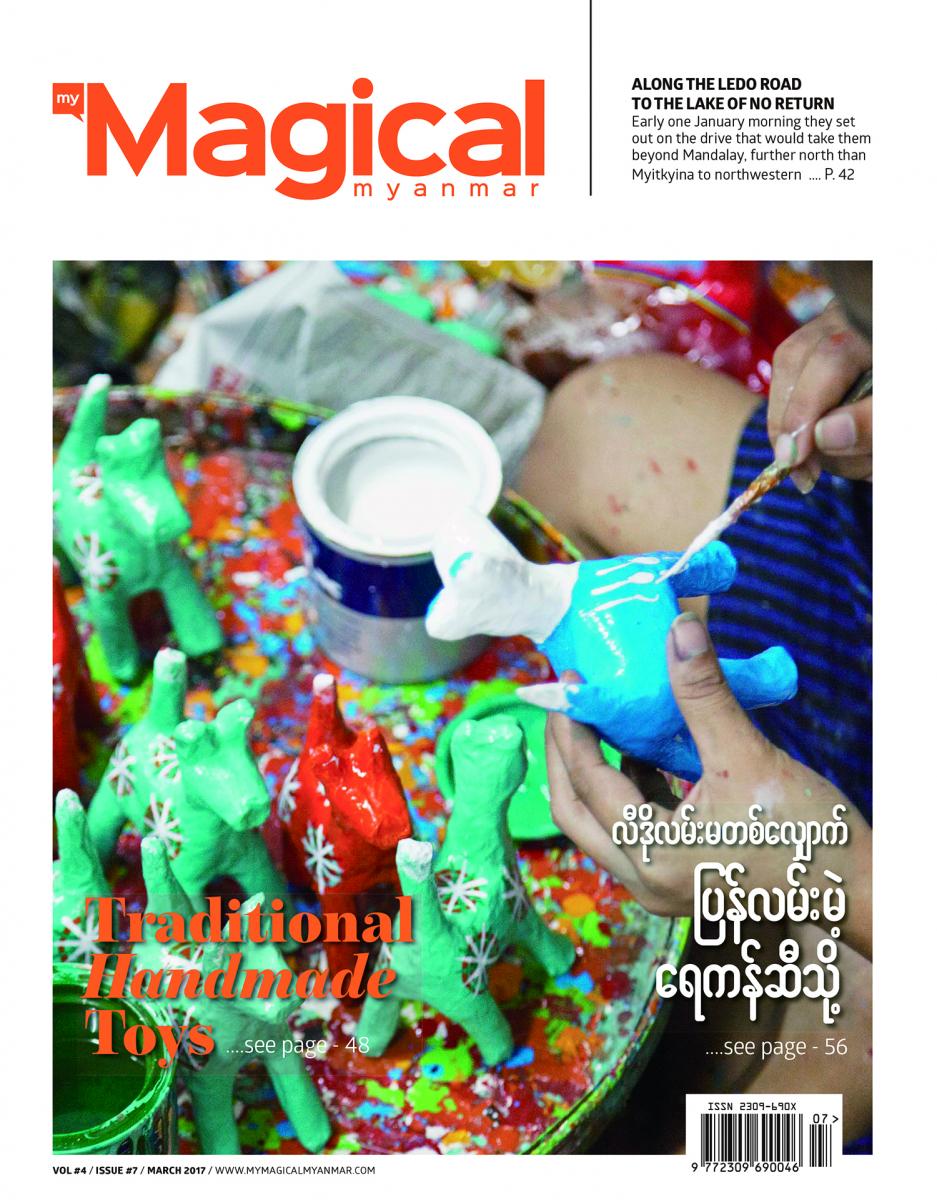 my
Magical
myanmar
ALONG THE LEDO ROAD
TO THE LAKE OF NO RETURN
Early one January morning they set
out on the drive that would take them
beyond Mandalay, further north than
Myitkyina to northwestern .... P. 42
လီဒိုလမ်းမတစ်လျှောက်
ပြန်လမ်းမဲ့
ရေကန်ဆီသို့
....see page - 56
Traditional
Handmade
Toys ....see page - 48
ISSN 2309-690X
07 >
9 772309 690046
VOL #4 / ISSUE #7 / MARCH 2017 / WWW.MYMAGICALMYANMAR.COM